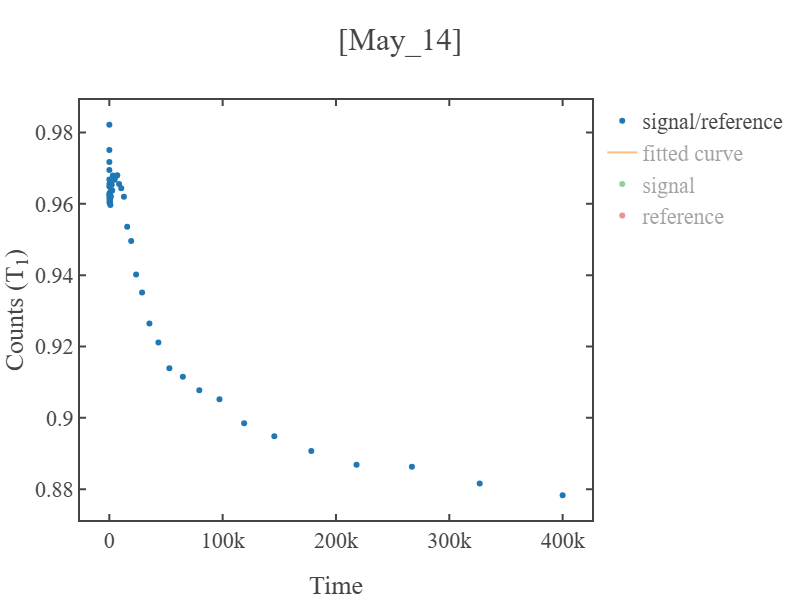 [May_14]
signal/reference
fitted curve
signal
reference
Counts (T1)
0.98
0.96
0.94
0.92
0.9
0.88
0
100k
200k
300k
400k
Time